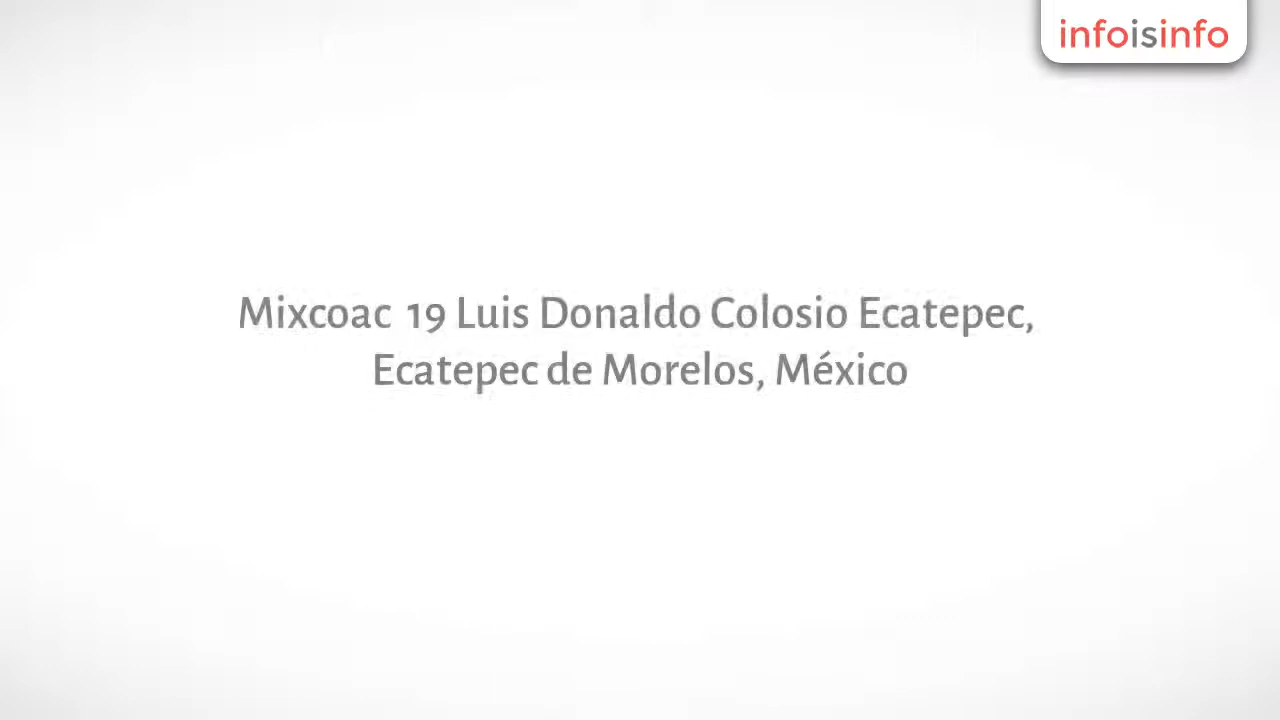 infoisinfo
Mixcoac 19 Luis Donaldo Colosio Ecatepec,
Ecatepec de Morelos, México